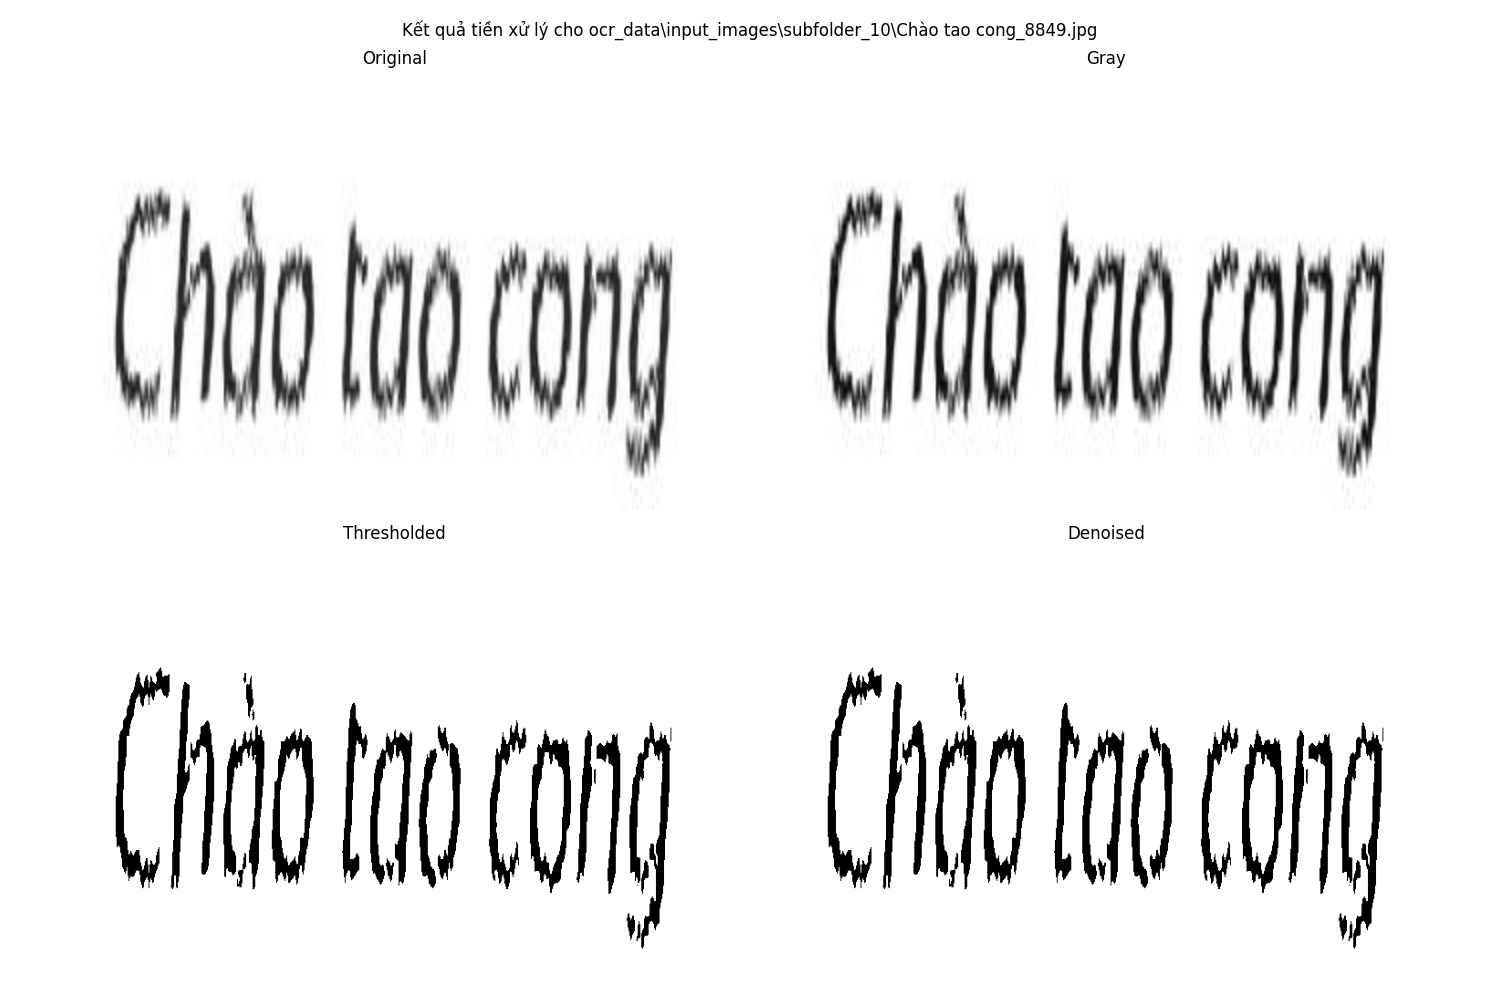 Kết quả tiền xử lý cho ocr_data\input_images\subfolder_10\Chào tao cong_8849.jpg
Original
Gray
Chào tao cong
Chào tao cong
Thresholded
Denoised
Chào tao cong
Chào tao cong